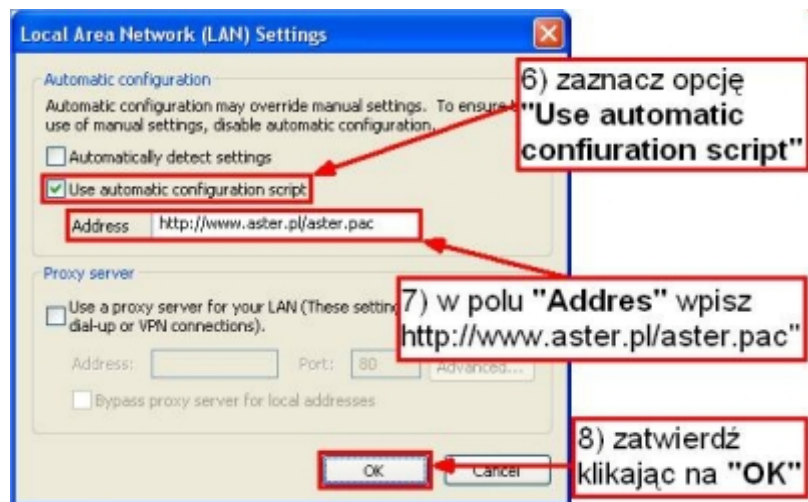 Local Area Network (LAN) Settings
Automatic configuration
Automatic configuration may override manual settings. To ensure
use of manual settings, disable automatic configuration.
Automatically detect settings
Use automatic configuration script
Address http://www.aster.pl/aster.pac
6) zaznacz opcję
"Use automatic
confiuration script"
Proxy server
Use a proxy server for your LAN (These
dial-up or VPN connections).
7) w polu "Addres" wpisz
http://www.aster.pl/aster.pac"
Address: Port: 80 Advanced...
Bypass proxy server for local addresses
8) zatwierdź
klikając na "OK"
OK Cancel